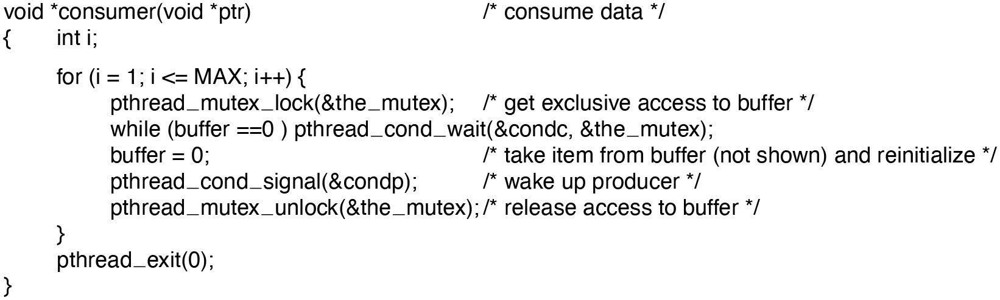 void *consumer(void *ptr) /* consume data */
{ int i;
for (i = 1; i <= MAX; i++) {
pthread_mutex_lock(&the_mutex); /* get exclusive access to buffer */
while (buffer ==0 ) pthread_cond_wait(&condc, &the_mutex);
buffer = 0; /* take item from buffer (not shown) and reinitialize */
pthread_cond_signal(&condp); /* wake up producer */
pthread_mutex_unlock(&the_mutex); /* release access to buffer */
}
pthread_exit(0);
}